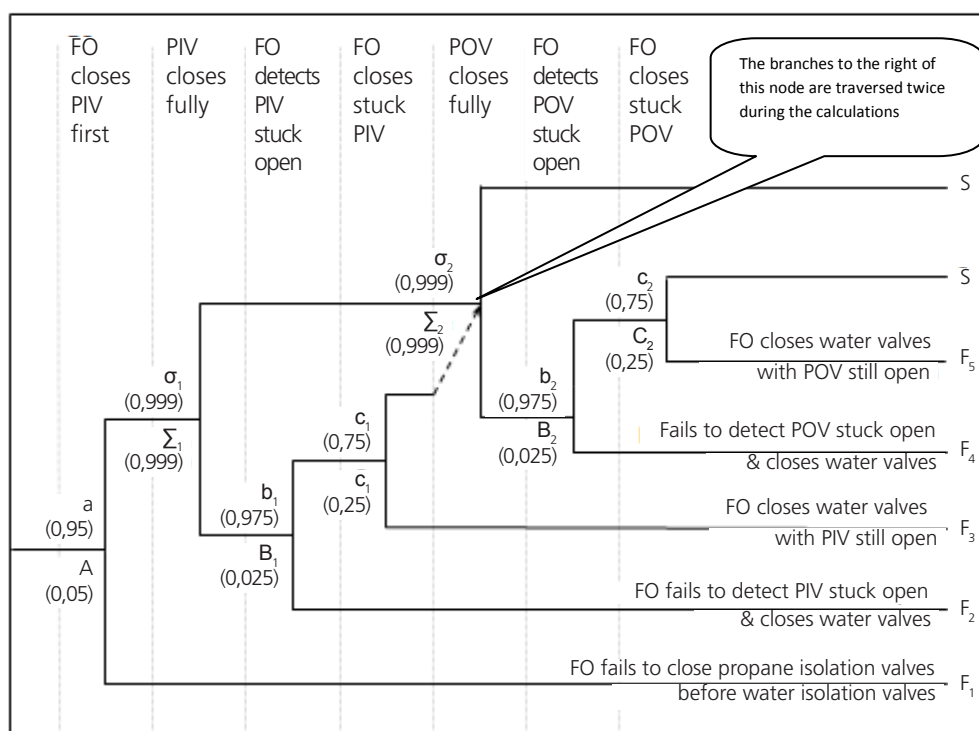 FO
closes
PIV
first
PIV
closes
fully
FO
detects
PIV
stuck
open
FO
closes
stuck
PIV
POV
closes
fully
FO
detects
POV
stuck
open
FO
closes
stuck
POV
The branches to the right of
this node are traversed twice
during the calculations
S
σ₂
(0,999)
Σ₂
(0,999)
c₂
(0,75)
S
C₂
(0,25)
FO closes water valves
with POV still open
F₅
σ₁
(0,999)
Σ₁
(0,999)
b₂
(0,975)
B₂
(0,025)
Fails to detect POV stuck open
& closes water valves
F₄
c₁
(0,75)
c₁
(0,25)
a
(0,95)
A
(0,05)
b₁
(0,975)
B₁
(0,025)
FO closes water valves
with PIV still open
F₃
FO fails to detect PIV stuck open
& closes water valves
F₂
FO fails to close propane isolation valves
before water isolation valves
F₁